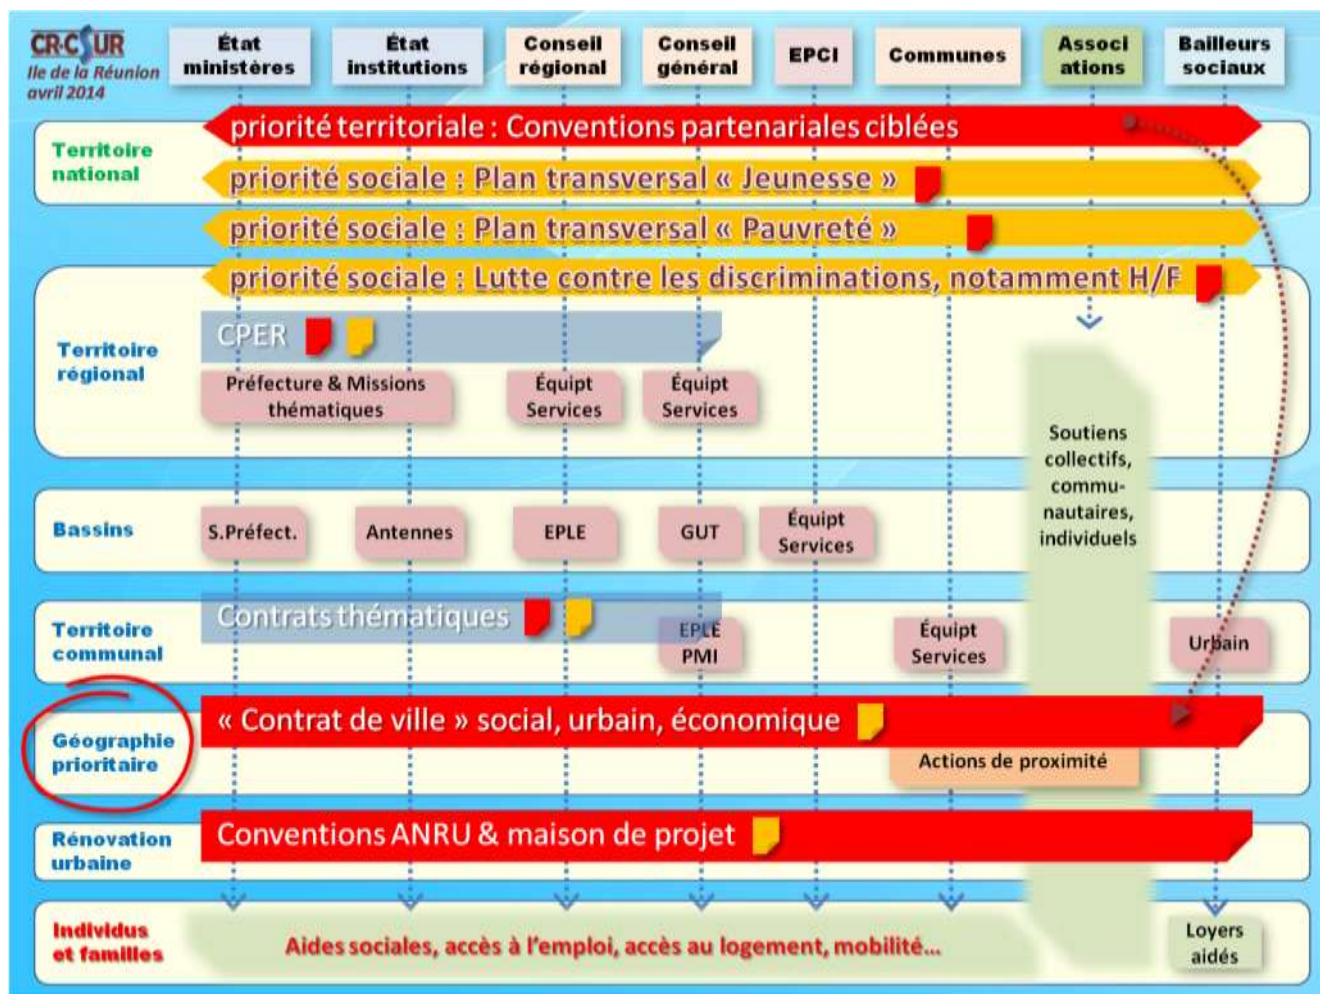 CR•CSUR
Ile de la Réunion
avril 2014
État
ministères
État
institutions
Conseil
régional
Conseil
général
EPCI
Communes
Associ
ations
Bailleurs
sociaux
Territoire
national
priorité territoriale : Conventions partenariales ciblées
priorité sociale : Plan transversal « Jeunesse »
priorité sociale : Plan transversal « Pauvreté »
priorité sociale : Lutte contre les discriminations, notamment H/F
Territoire
régional
CPER
Préfecture & Missions
thématiques
Équipt
Services
Équipt
Services
Soutiens
collectifs,
commu-
nautaires,
individuels
Bassins
S.Préfect.
Antennes
EPLE
GUT
Équipt
Services
Territoire
communal
Contrats thématiques
EPLE
PMI
Équipt
Services
Urbain
Géographie
prioritaire
« Contrat de ville » social, urbain, économique
Actions de proximité
Rénovation
urbaine
Conventions ANRU & maison de projet
Individus
et familles
Aides sociales, accès à l'emploi, accès au logement, mobilité...
Loyers
aidés